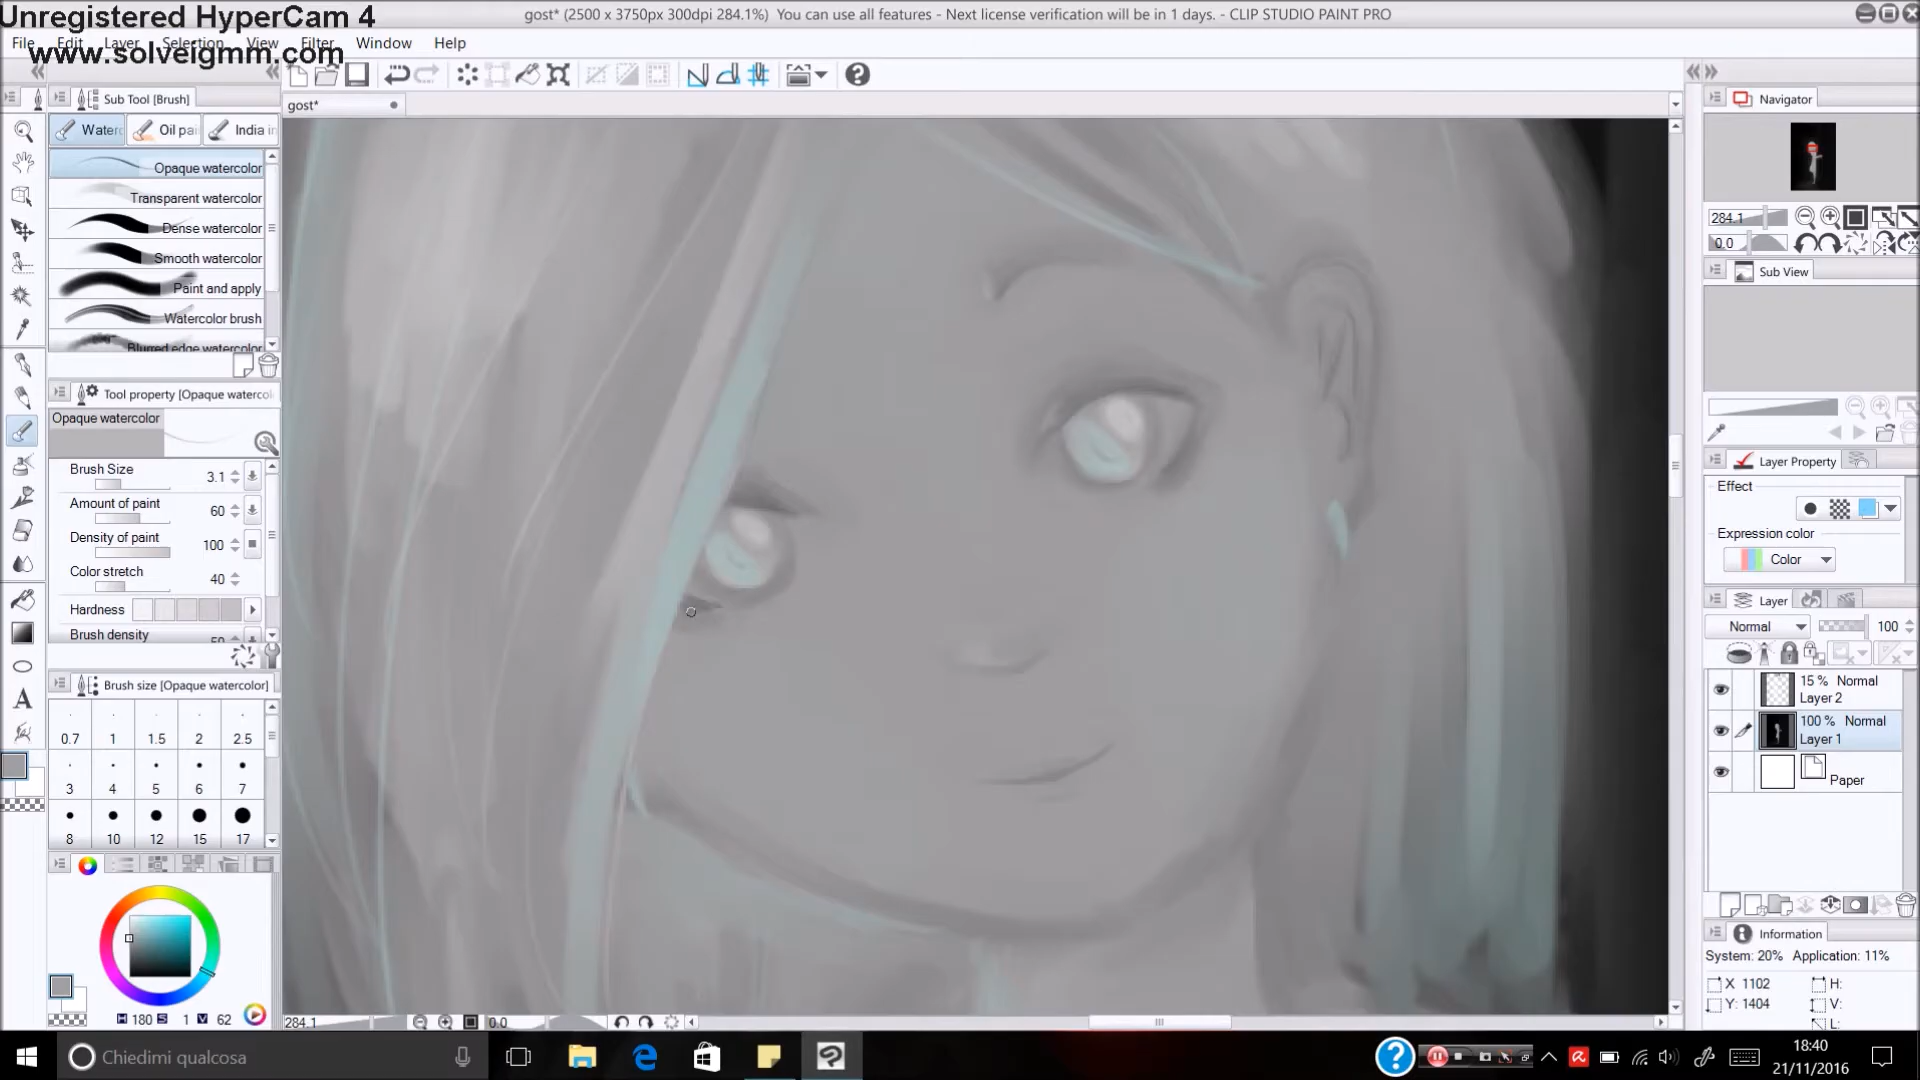 Unregistered HyperCam 4
www.solveigmm.com
gost* (2500 x 3750px 300dpi 284.1%) You can use all features - Next license verification will be in 1 days. - CLIP STUDIO PAINT PRO
File Edit Layer Selection View Filter Window Help
Sub Tool [Brush]
gost*
Navigator
Waterc Oil pai India in
Opaque watercolor
Transparent watercolor
Dense watercolor
Smooth watercolor
Paint and apply
Watercolor brush
Blurred edge watercolor
284.1
0.0
Sub View
Tool property [Opaque watercolo
Opaque watercolor
Brush Size 3.1
Amount of paint 60
Density of paint 100
Color stretch 40
Hardness
Brush density 50
Layer Property
Effect
Expression color
Color
Layer
Normal 100
15 % Normal
Layer 2
100 % Normal
Layer 1
Paper
Brush size [Opaque watercolor]
0.7 1 1.5 2 2.5
3 4 5 6 7
8 10 12 15 17
H 180 S 1 V 62
284.1 0.0
Information
System: 20% Application: 11%
X 1102 H:
Y: 1404 V:
L:
Chiedimi qualcosa
18:40
21/11/2016